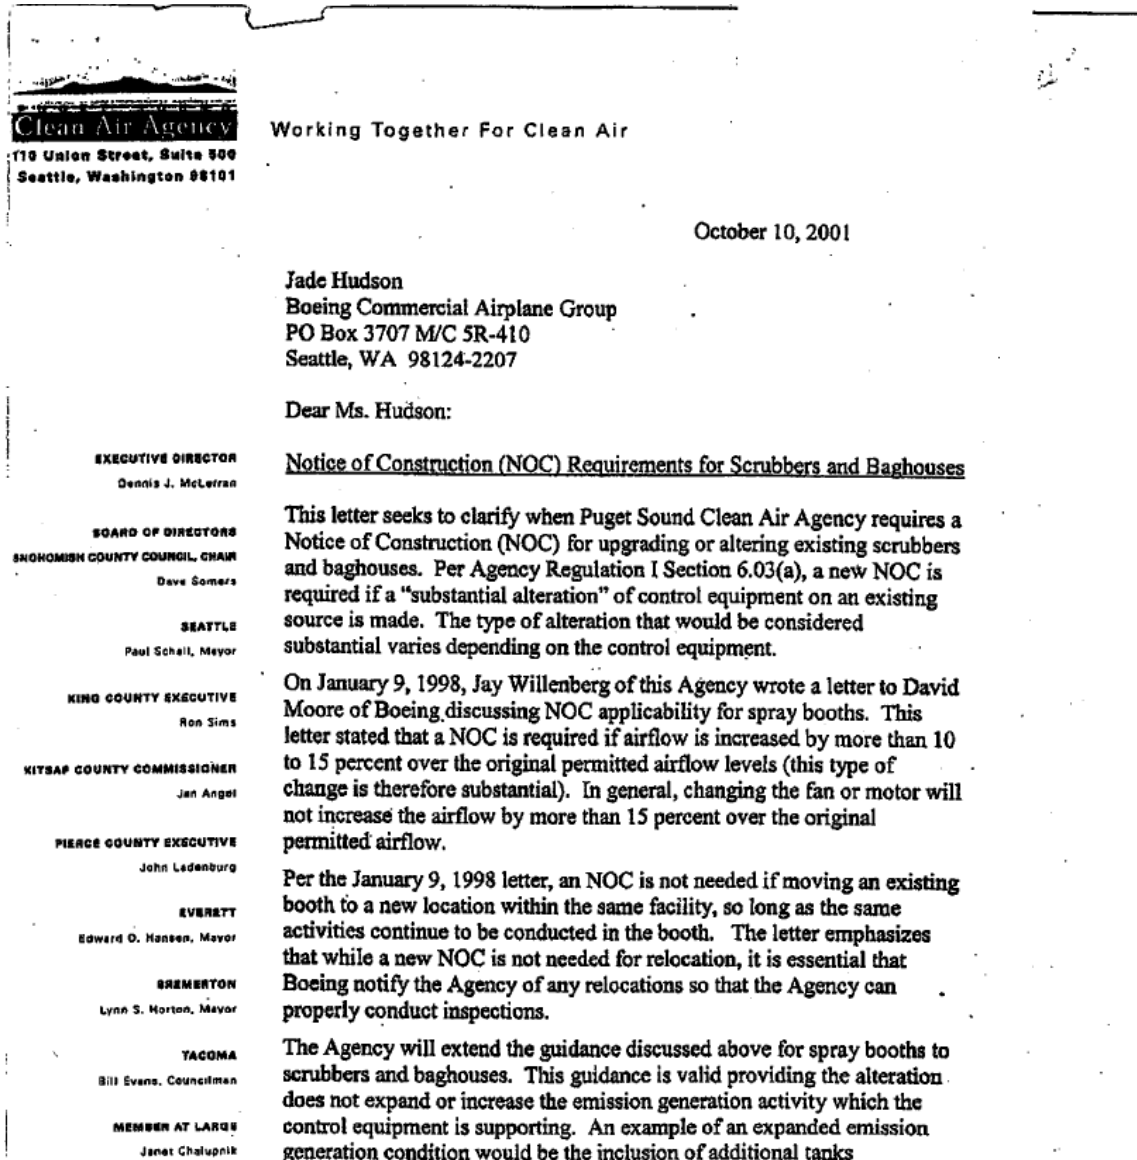 Clean Air Agency
110 Union Street, Suite 500
Seattle, Washington 98101
Working Together For Clean Air
October 10, 2001
Jade Hudson
Boeing Commercial Airplane Group
PO Box 3707 M/C 5R-410
Seattle, WA 98124-2207
Dear Ms. Hudson:
EXECUTIVE DIRECTOR
Dennis J. McLerran
BOARD OF DIRECTORS
SNOHOMISH COUNTY COUNCIL, CHAIR
Dave Somers
SEATTLE
Paul Schell, Mayor
KING COUNTY EXECUTIVE
Ron Sims
KITSAP COUNTY COMMISSIONER
Jan Angel
PIERCE COUNTY EXECUTIVE
John Ladenburg
EVERETT
Edward D. Hansen, Mayor
BREMERTON
Lynn S. Horton, Mayor
TACOMA
Bill Evans, Councilman
MEMBER AT LARGE
Janet Chalupnik
Notice of Construction (NOC) Requirements for Scrubbers and Baghouses
This letter seeks to clarify when Puget Sound Clean Air Agency requires a
Notice of Construction (NOC) for upgrading or altering existing scrubbers
and baghouses. Per Agency Regulation I Section 6.03(a), a new NOC is
required if a "substantial alteration" of control equipment on an existing
source is made. The type of alteration that would be considered
substantial varies depending on the control equipment.
On January 9, 1998, Jay Willenberg of this Agency wrote a letter to David
Moore of Boeing discussing NOC applicability for spray booths. This
letter stated that a NOC is required if airflow is increased by more than 10
to 15 percent over the original permitted airflow levels (this type of
change is therefore substantial). In general, changing the fan or motor will
not increase the airflow by more than 15 percent over the original
permitted airflow.
Per the January 9, 1998 letter, an NOC is not needed if moving an existing
booth to a new location within the same facility, so long as the same
activities continue to be conducted in the booth. The letter emphasizes
that while a new NOC is not needed for relocation, it is essential that
Boeing notify the Agency of any relocations so that the Agency can
properly conduct inspections.
The Agency will extend the guidance discussed above for spray booths to
scrubbers and baghouses. This guidance is valid providing the alteration
does not expand or increase the emission generation activity which the
control equipment is supporting. An example of an expanded emission
generation condition would be the inclusion of additional tanks